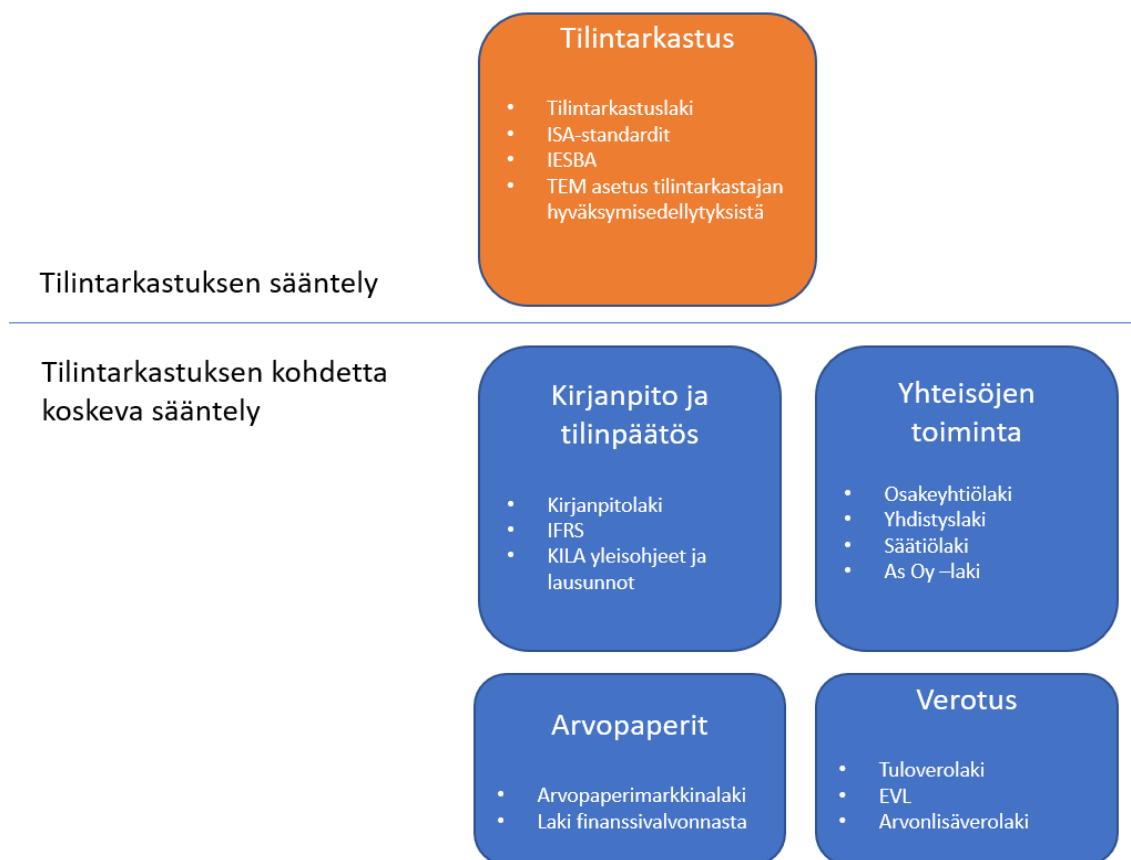 Tilintarkastus
• Tilintarkastuslaki
• ISA-standardit
• IESBA
• TEM asetus tilintarkastajan
hyväksymisedellytyksistä
Tilintarkastuksen sääntely
Tilintarkastuksen kohdetta
koskeva sääntely
Kirjanpito ja
tilinpäätös
• Kirjanpitolaki
• IFRS
• KILA yleisohjeet ja
lausunnot
Yhteisöjen
toiminta
• Osakeyhtiölaki
• Yhdistyslaki
• Säätiölaki
• As Oy –laki
Arvopaperit
• Arvopaperimarkkinalaki
• Laki finanssivalvonnasta
Verotus
• Tuloverolaki
• EVL
• Arvonlisäverolaki